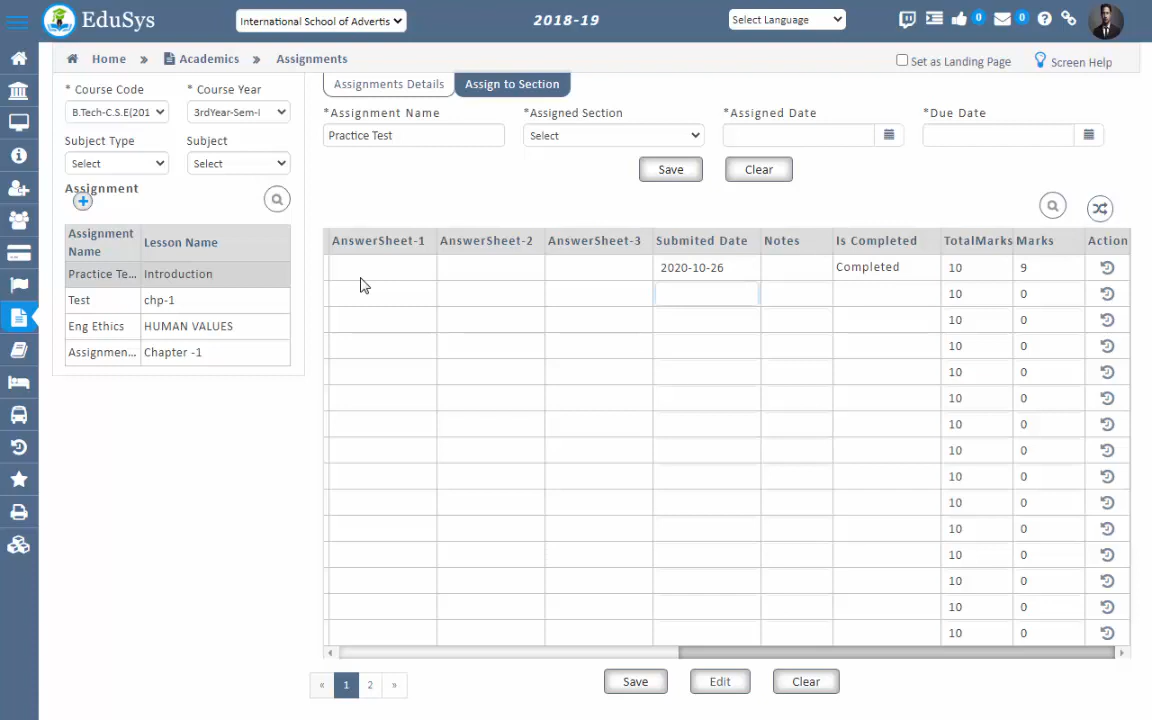 EduSys
International School of Advertis
2018-19
Select Language
0
0
Home » Academics » Assignments
Set as Landing Page
Screen Help
* Course Code
* Course Year
B.Tech-C.S.E(201
3rdYear-Sem-I
Subject Type
Subject
Select
Select
Assignment
Assignment Name
Lesson Name
Practice Te... Introduction
Test chp-1
Eng Ethics HUMAN VALUES
Assignmen... Chapter -1
Assignments Details
Assign to Section
*Assignment Name
*Assigned Section
*Assigned Date
*Due Date
Practice Test
Select
Save
Clear
AnswerSheet-1 AnswerSheet-2 AnswerSheet-3 Submited Date Notes Is Completed TotalMarks Marks Action
2020-10-26 Completed 10 9
10 0
10 0
10 0
10 0
10 0
10 0
10 0
10 0
10 0
10 0
10 0
10 0
10 0
10 0
« 1 2 »
Save
Edit
Clear